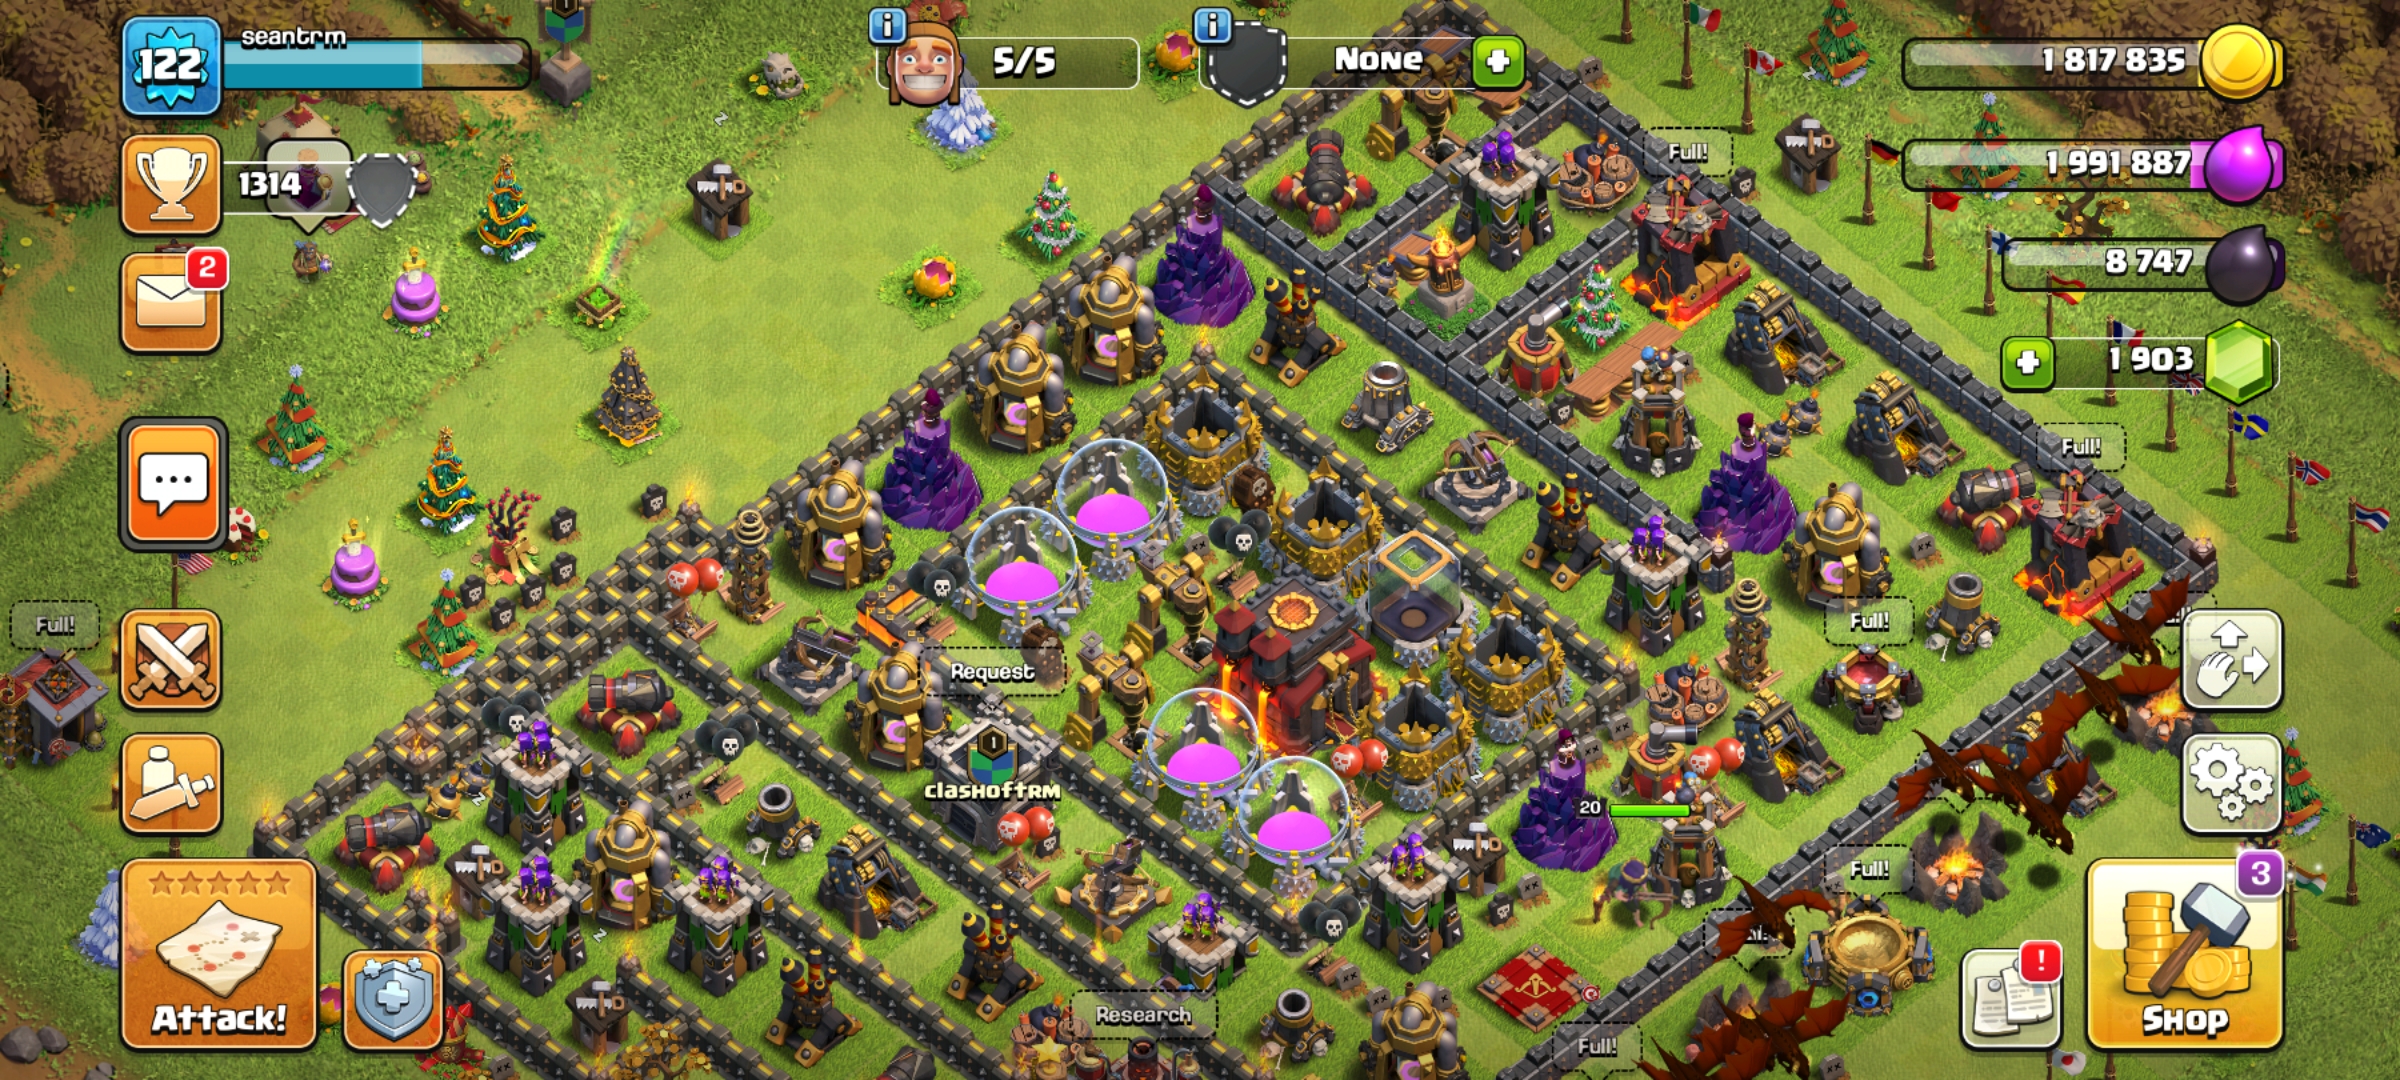 122
seantrm
5/5
None
1 817 835
1314
Full!
1 991 887
2
8 747
1 903
Full!
Full!
Full!
Request
1
clashoftrm
20
Full!
3
Attack!
Research
Full!
!
Shop